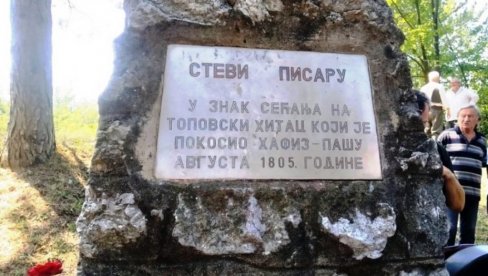 СТЕВИ ПИСАРУ
У ЗНАК СЕЋАЊА НА
ТОПОВСКИ ХИТАЦ КОЈИ ЈЕ
ПОКОСИО ХАФИЗ-ПАШУ
АВГУСТА 1805. ГОДИНЕ